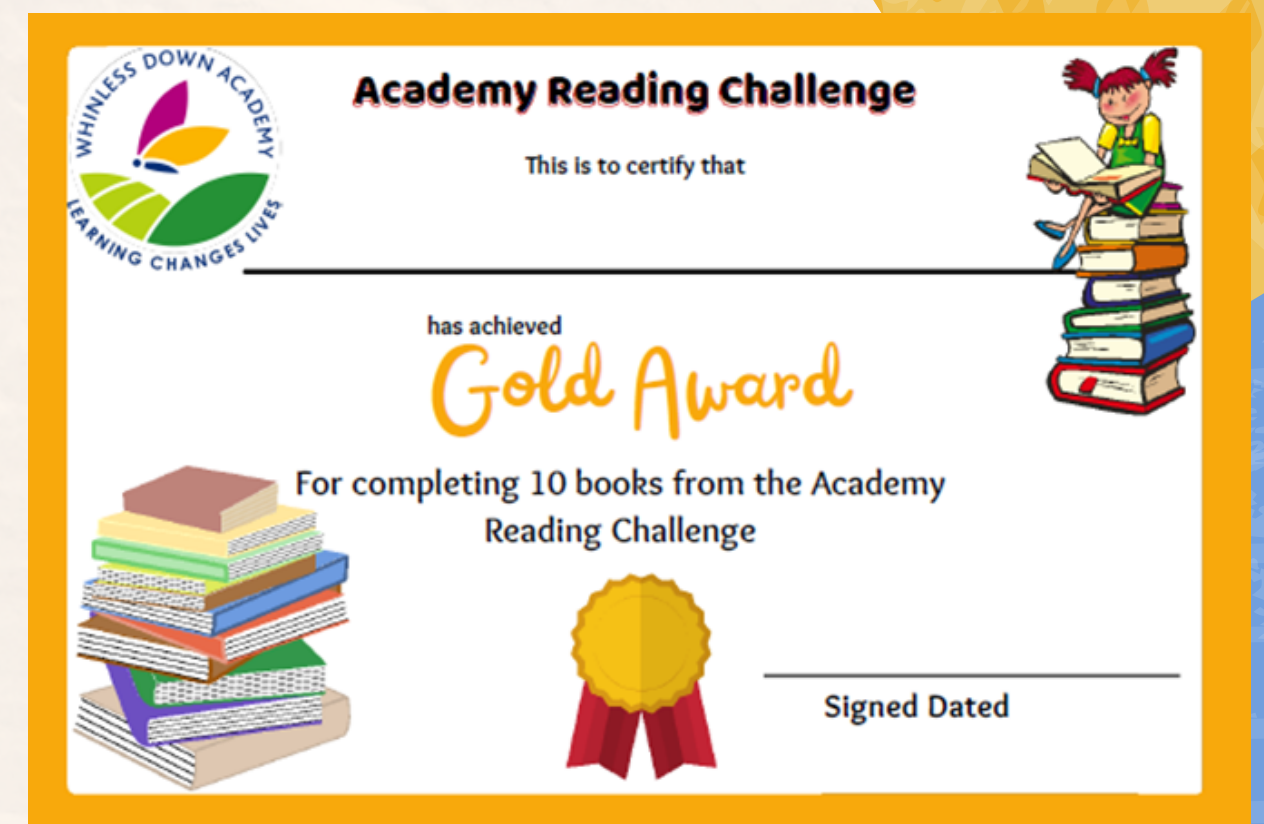 WHINLESS DOWN ACADEMY
LEARNING CHANGES LIVES
Academy Reading Challenge
This is to certify that
has achieved
Gold Award
For completing 10 books from the Academy
Reading Challenge
Signed Dated